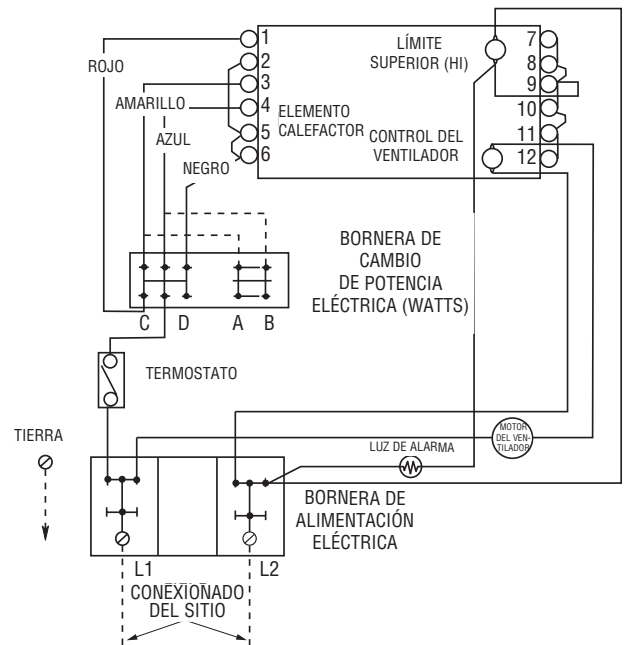 1
2
3
4
5
6
ROJO
AMARILLO
AZUL
NEGRO
ELEMENTO
CALEFACTOR
LÍMITE
SUPERIOR (HI)
CONTROL DEL
VENTILADOR
7
8
9
10
11
12
BORNERA DE
CAMBIO
DE POTENCIA
ELÉCTRICA (WATTS)
C
D
A
B
TERMOSTATO
TIERRA
LUZ DE ALARMA
MOTOR
DEL VEN-
TILADOR
BORNERA DE
ALIMENTACIÓN
ELÉCTRICA
L1
L2
CONEXIONADO
DEL SITIO